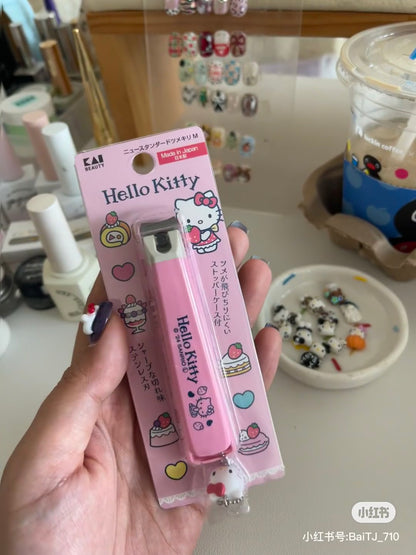 KAI
BEAUTY
ニュースタンダードツメキリ M
Made in Japan
日本製
Hello Kitty
ツメが飛びちりにくい
ストッパーケース付
シャープな切れ味
ステンレス刃
Hello Kitty
luckin coffee
小红书
小红书号:BaiTJ_710